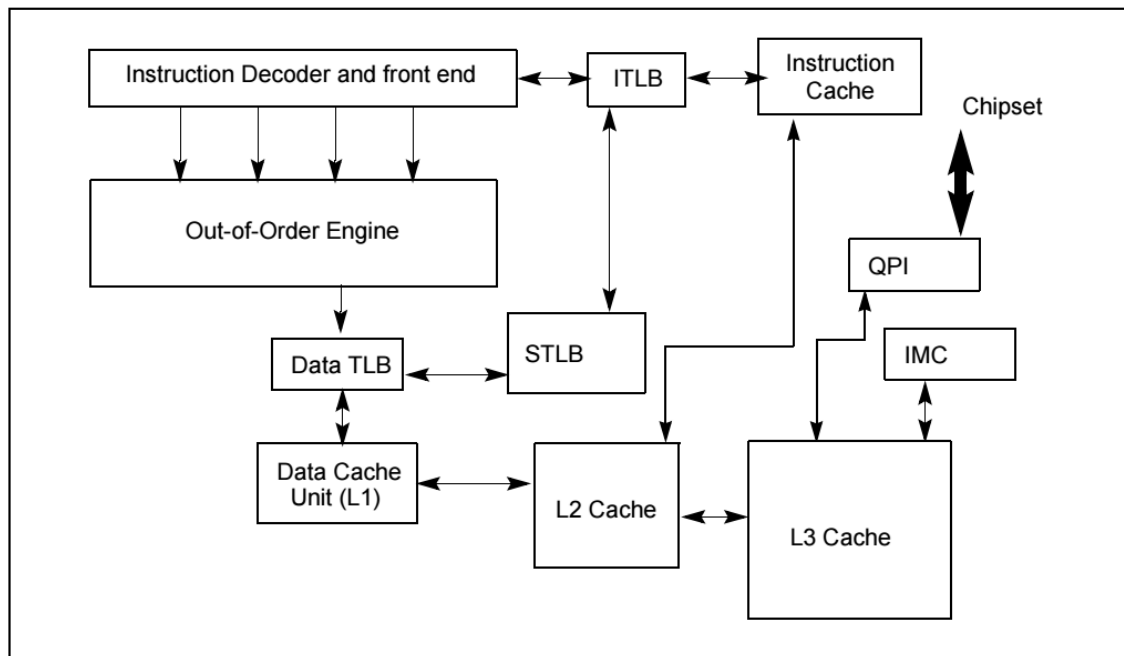 Instruction Decoder and front end
ITLB
Instruction
Cache
Chipset
Out-of-Order Engine
QPI
STLB
IMC
Data TLB
Data Cache
Unit (L1)
L2 Cache
L3 Cache